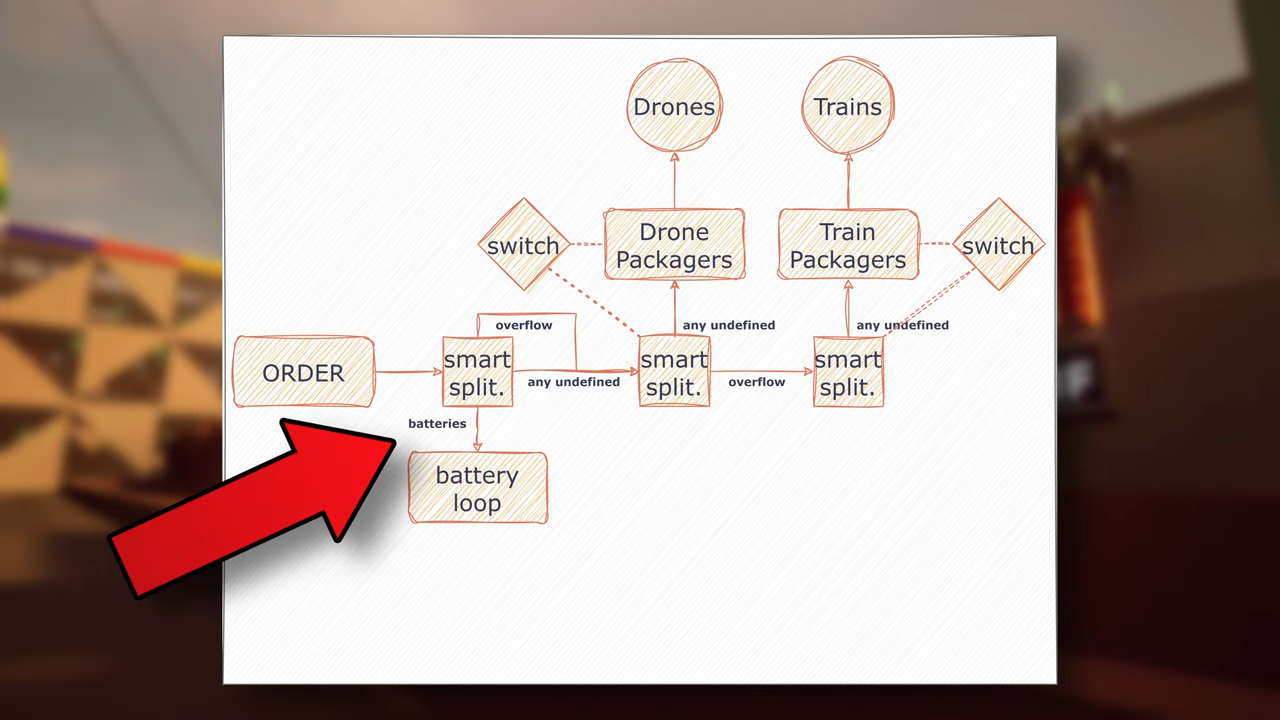 Drones
Trains
switch
Drone
Packagers
Train
Packagers
switch
overflow
any undefined
any undefined
ORDER
smart
split.
any undefined
smart
split.
overflow
smart
split.
batteries
battery
loop